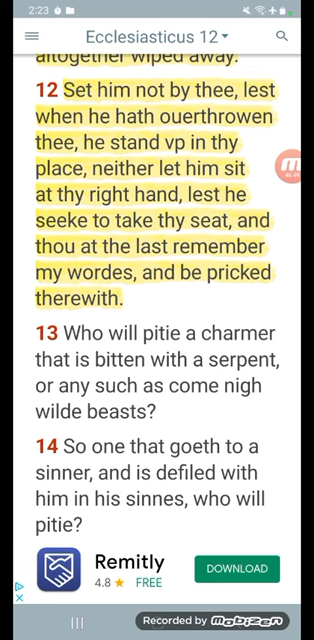 2:23
Ecclesiasticus 12
altogether wiped away.
12 Set him not by thee, lest
when he hath ouerthrowen
thee, he stand vp in thy
place, neither let him sit
at thy right hand, lest he
seeke to take thy seat, and
thou at the last remember
my wordes, and be pricked
therewith.
13 Who will pitie a charmer
that is bitten with a serpent,
or any such as come nigh
wilde beasts?
14 So one that goeth to a
sinner, and is defiled with
him in his sinnes, who will
pitie?
Remitly
4.8 ★ FREE
DOWNLOAD
Recorded by mobizen